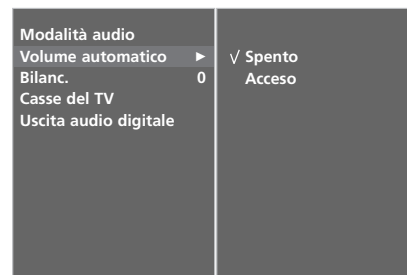 Modalità audio
Volume automatico ►
Bilanc. 0
Casse del TV
Uscita audio digitale
√ Spento
Acceso